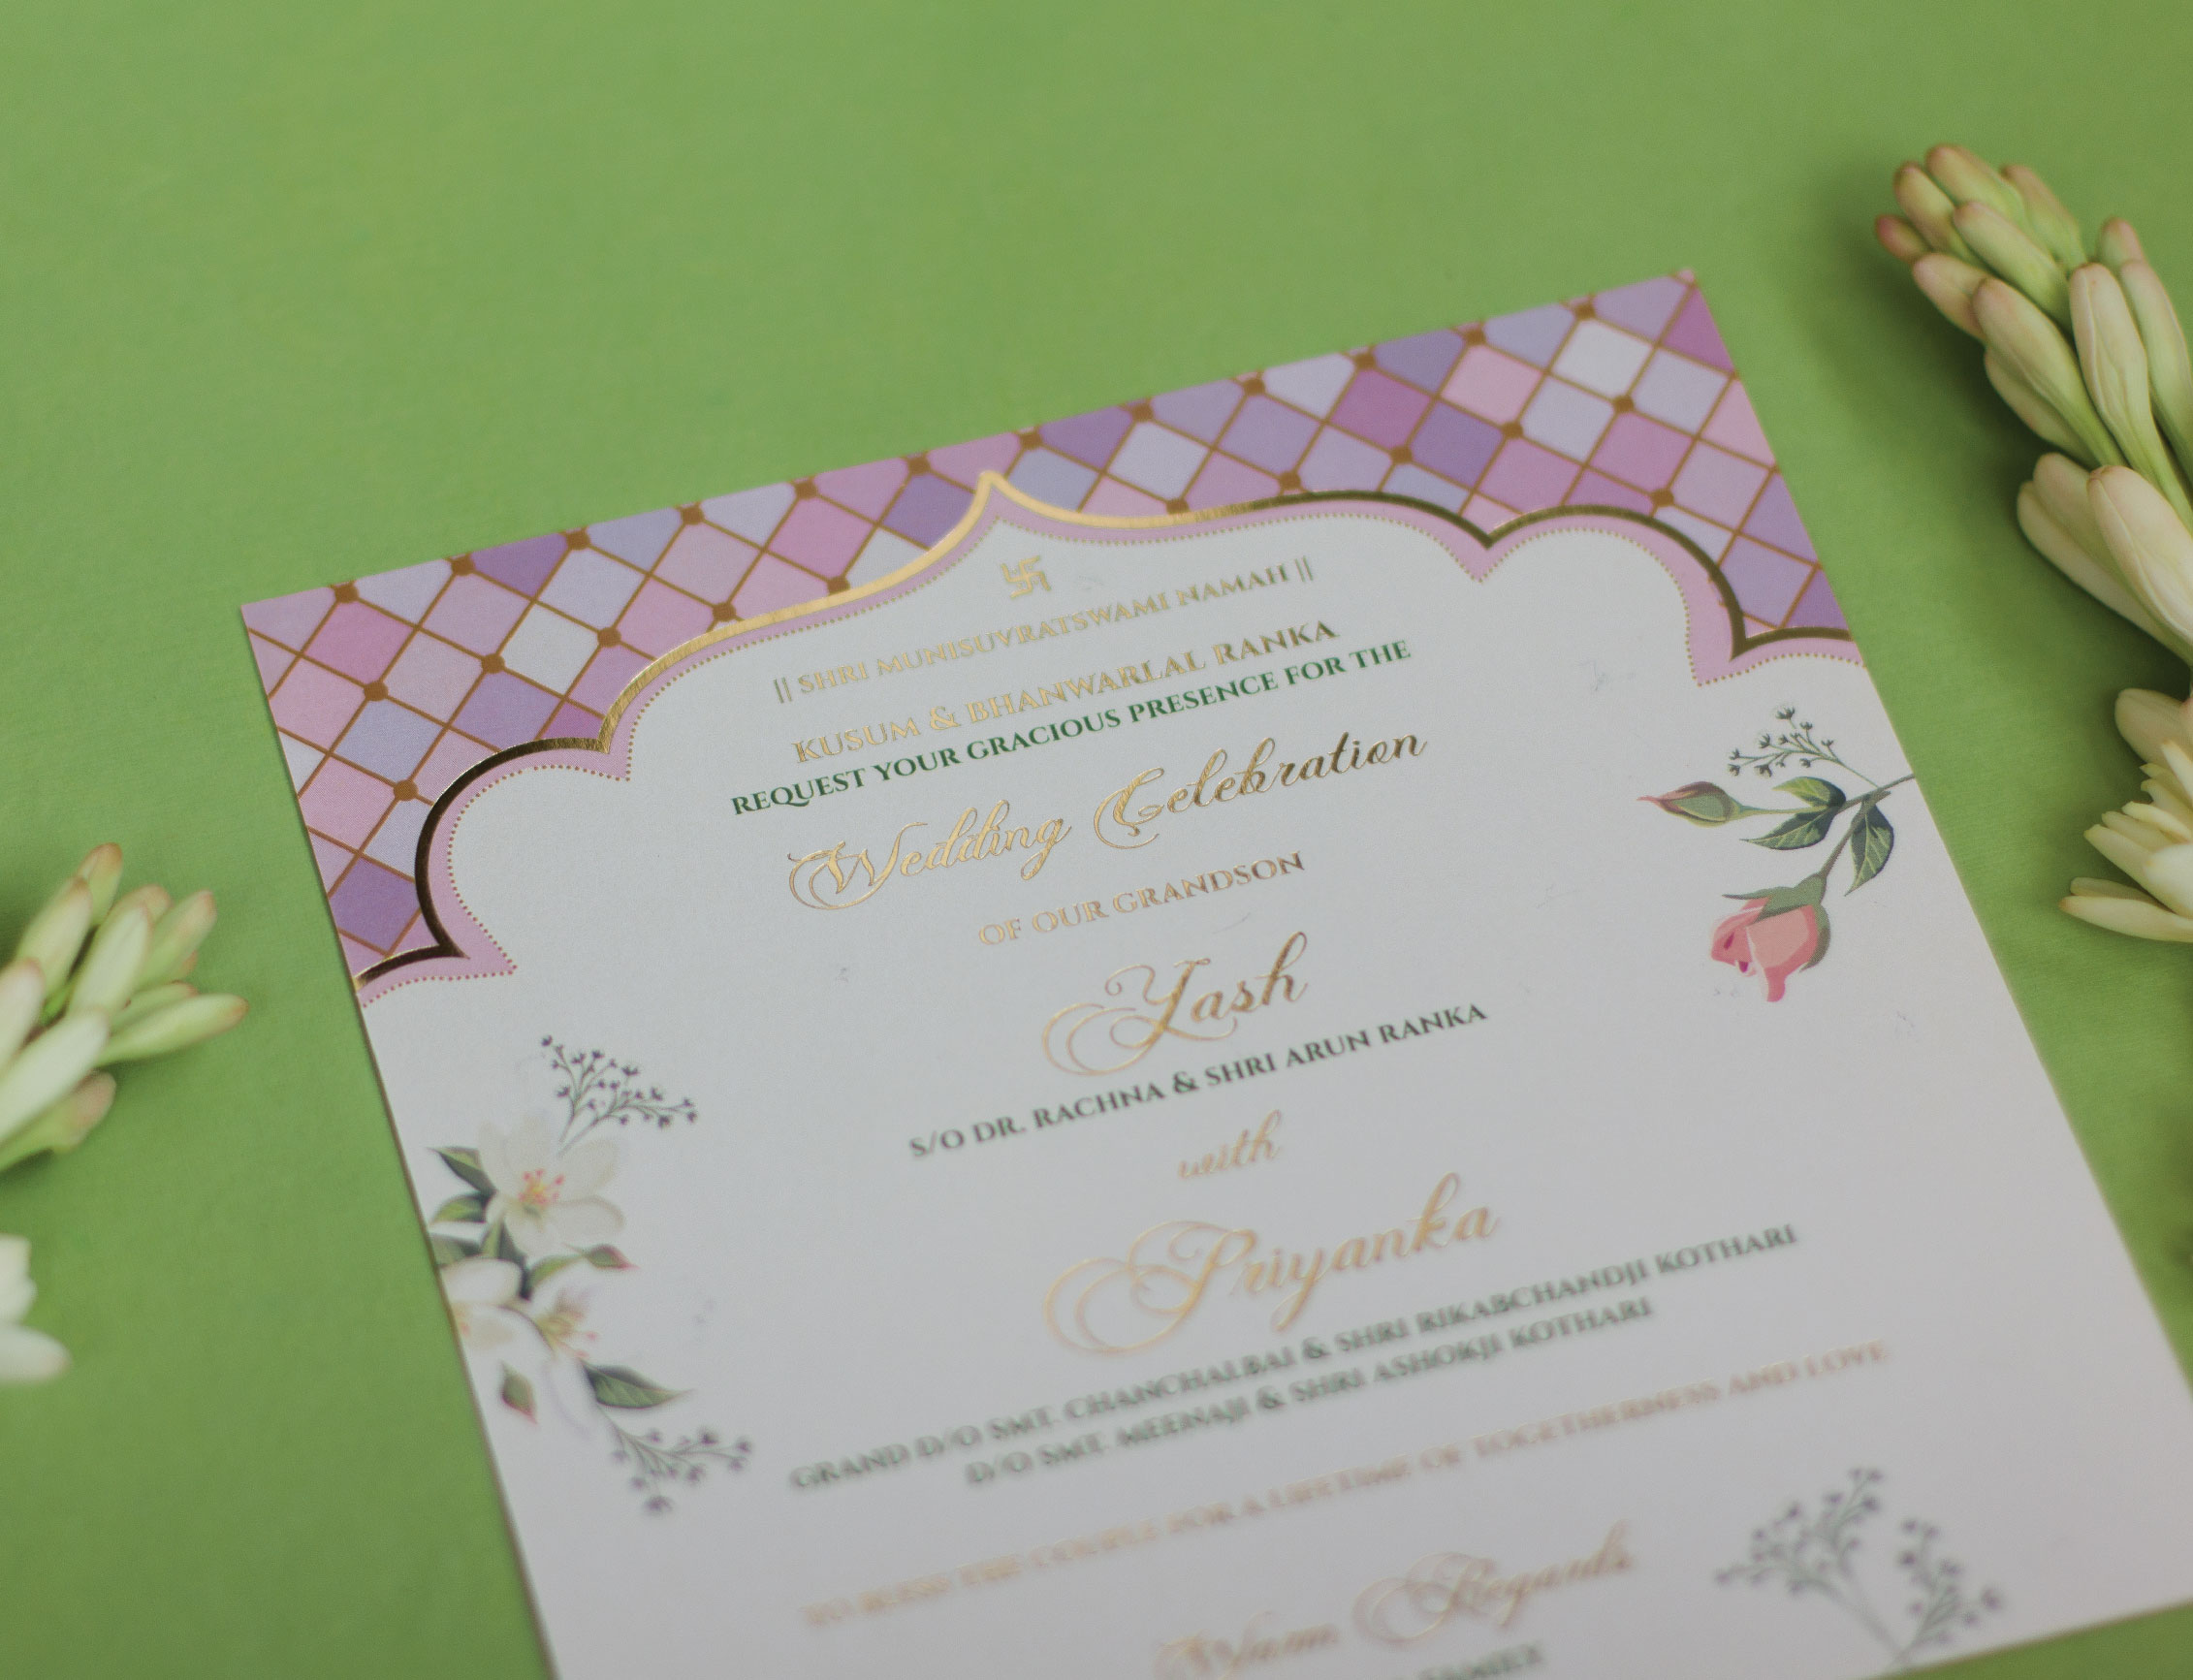 || SHRI MUNISUVRATSWAMI NAMAH ||
KUSUM & BHANWARLAL RANKA
REQUEST YOUR GRACIOUS PRESENCE FOR THE
Wedding Celebration
OF OUR GRANDSON
Yash
S/O DR. RACHNA & SHRI ARUN RANKA
with
Priyanka
GRAND D/O SMT. CHANCHALBAI & SHRI RIKABCHANDJI KOTHARI
D/O SMT. MEENAJI & SHRI ASHOKJI KOTHARI
TO BLESS THE COUPLE FOR A LIFETIME OF TOGETHERNESS AND LOVE
Warm Regards